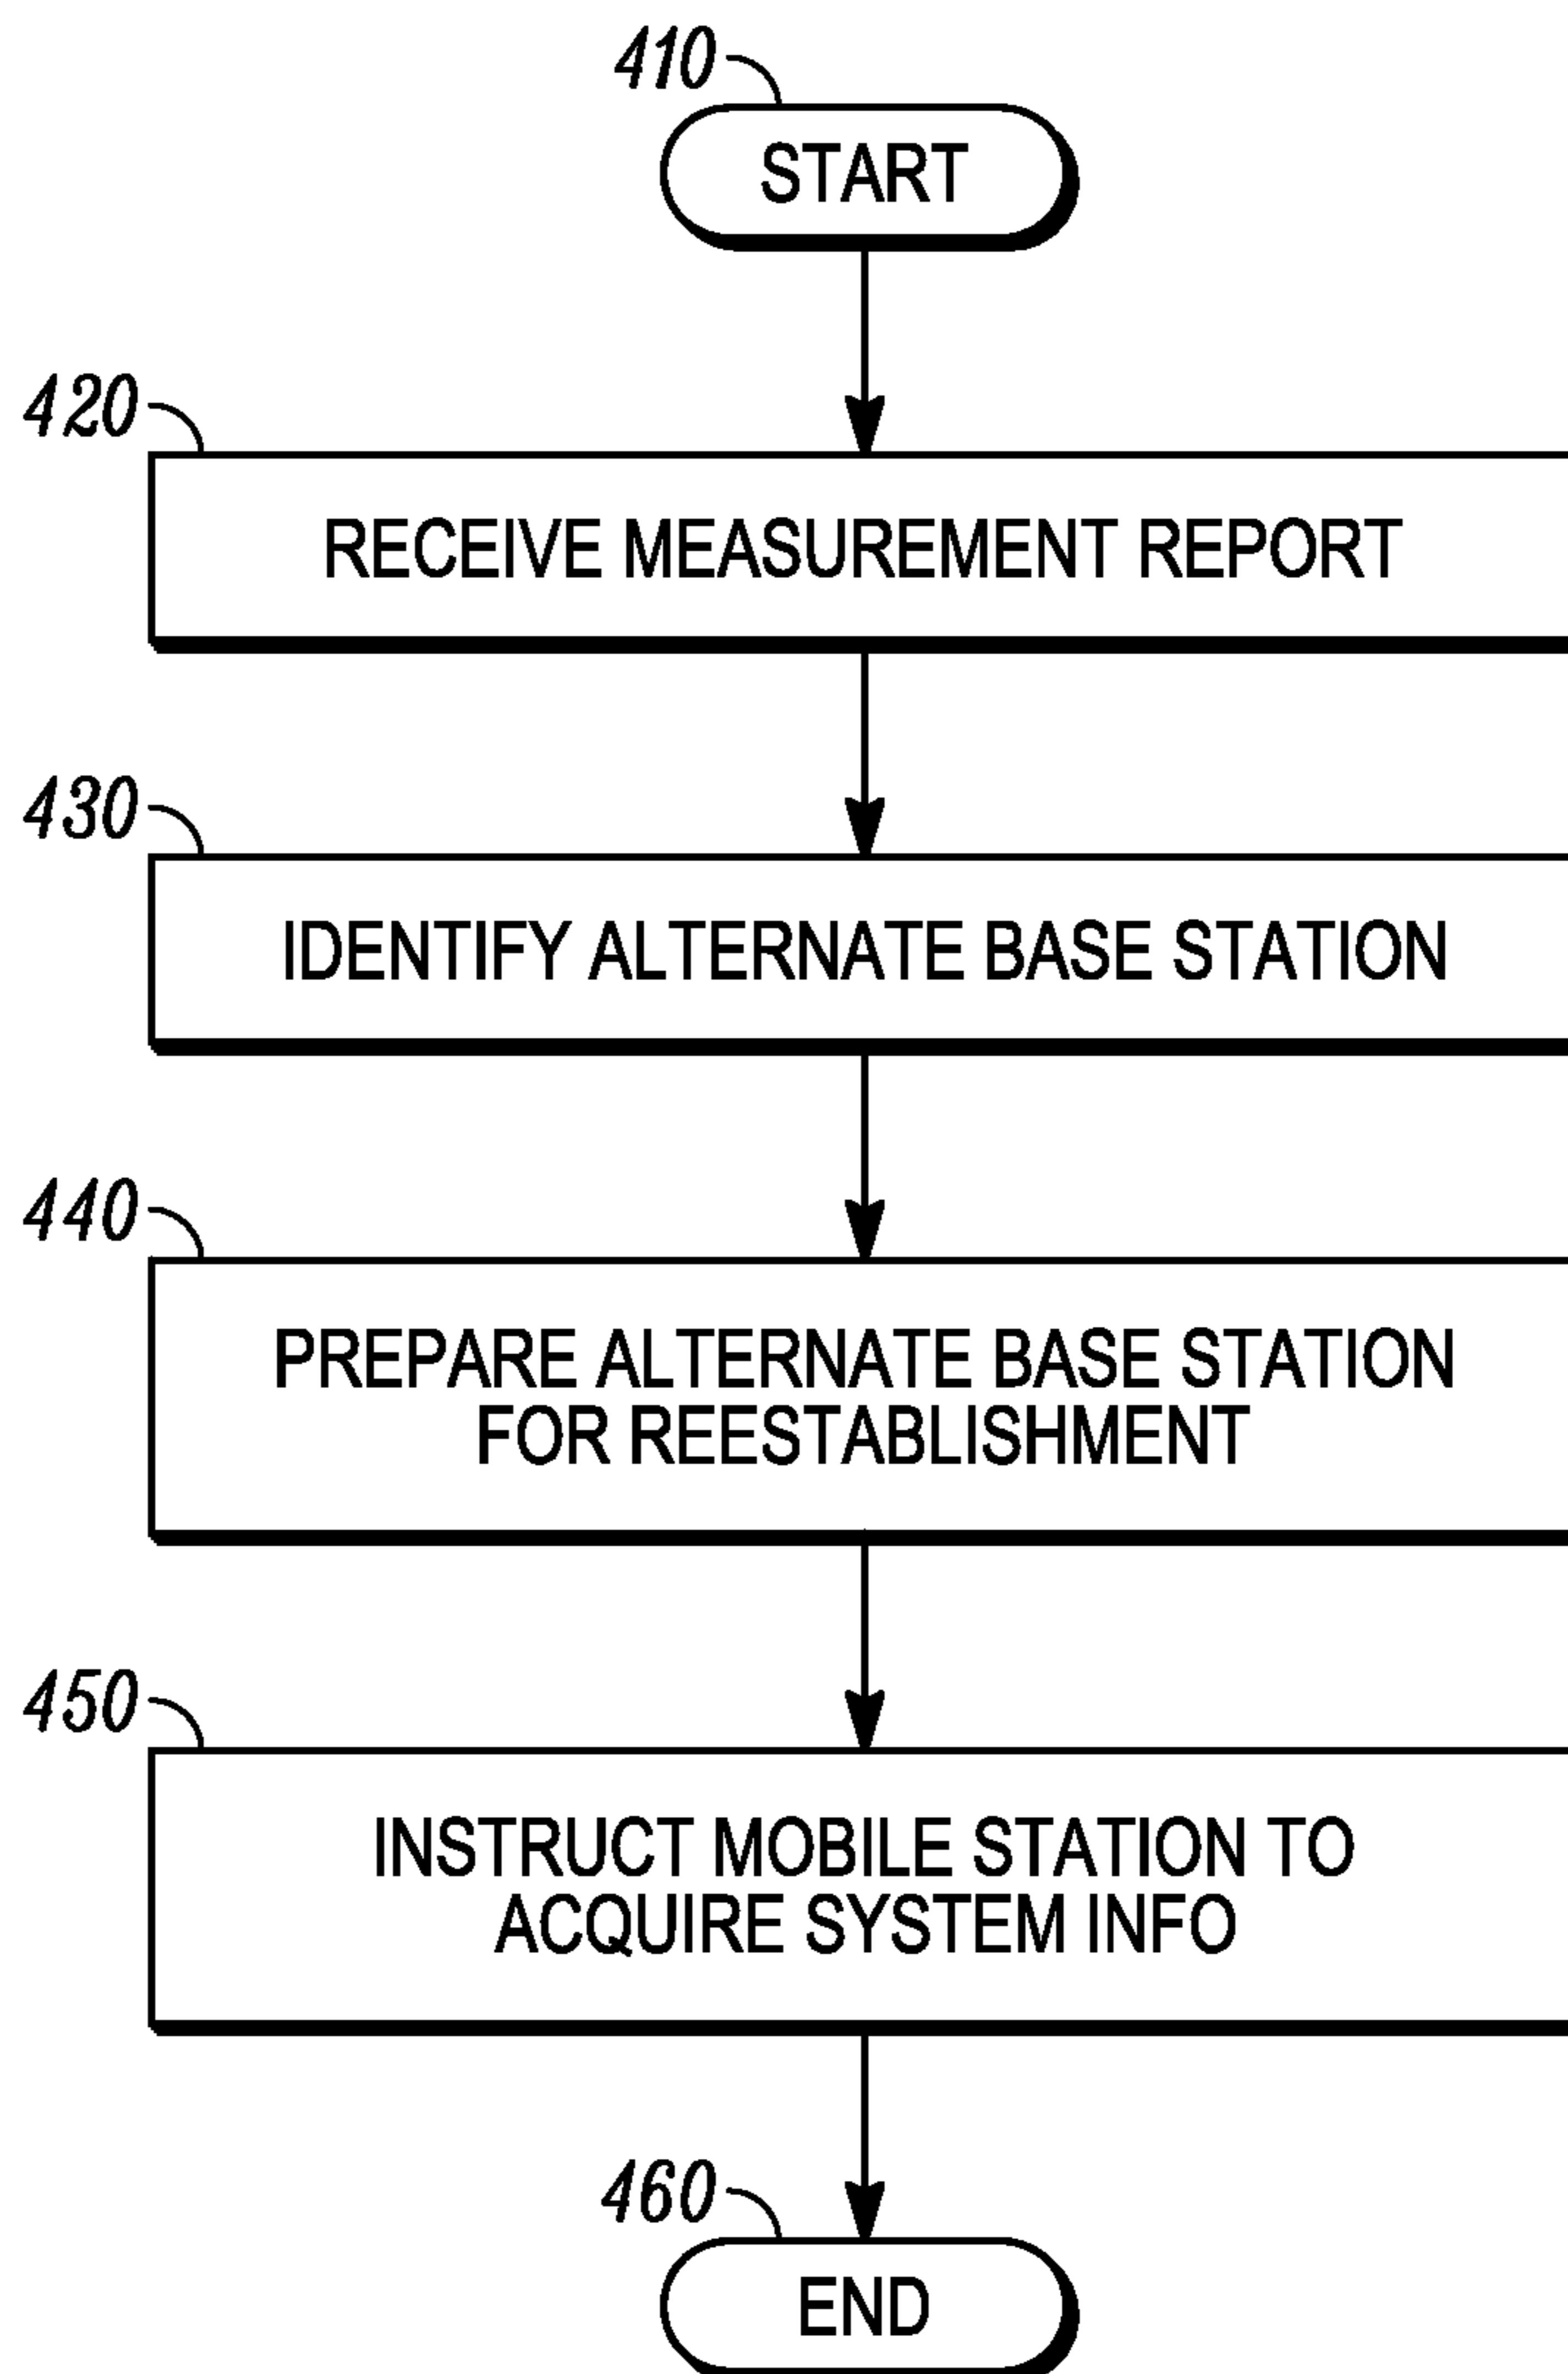 410
START
420
RECEIVE MEASUREMENT REPORT
430
IDENTIFY ALTERNATE BASE STATION
440
PREPARE ALTERNATE BASE STATION
FOR REESTABLISHMENT
450
INSTRUCT MOBILE STATION TO
ACQUIRE SYSTEM INFO
460
END